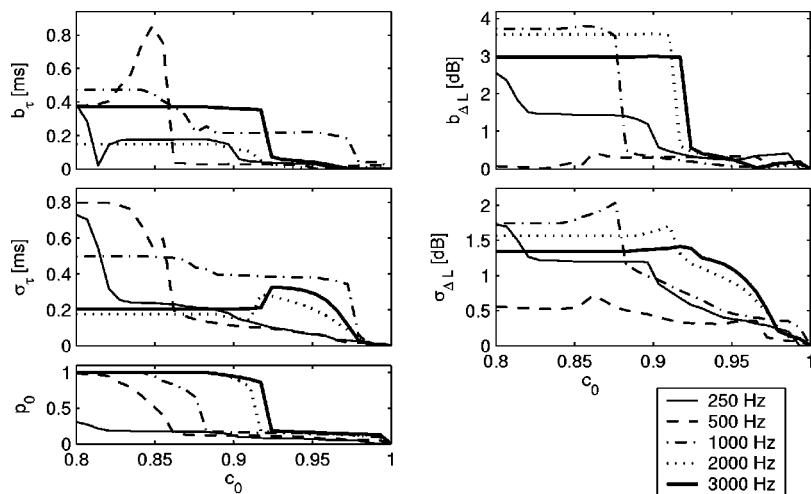 0.8
0.6
0.4
0.2
0
b_τ [ms]
4
3
2
1
0
b_ΔL [dB]
0.8
0.6
0.4
0.2
0
σ_τ [ms]
2
1.5
1
0.5
0
σ_ΔL [dB]
0.8 0.85 0.9 0.95 1
c_0
1
0.5
0
p_0
0.8 0.85 0.9 0.95 1
c_0
250 Hz
500 Hz
1000 Hz
2000 Hz
3000 Hz